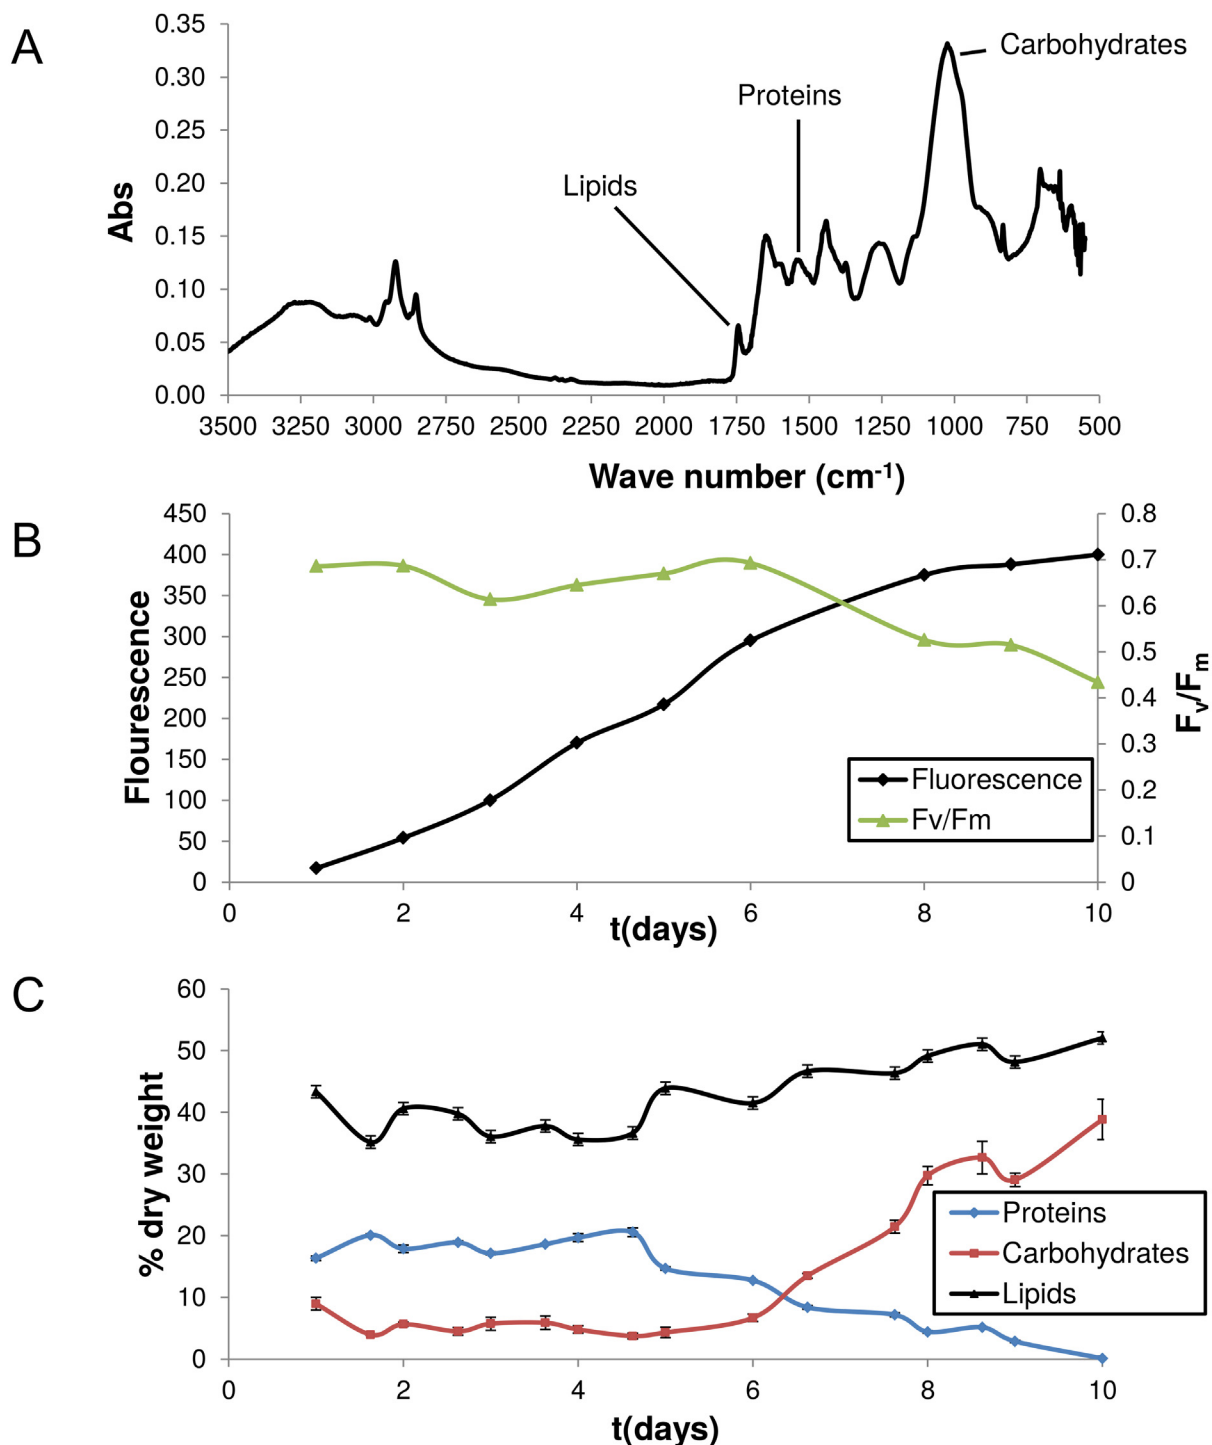 A
0.35
0.30
0.25
0.20
0.15
0.10
0.05
0.00
Abs
Carbohydrates
Proteins
Lipids
3500 3250 3000 2750 2500 2250 2000 1750 1500 1250 1000 750 500
Wave number (cm-1)
B
450
400
350
300
250
200
150
100
50
0
Flourescence
0.8
0.7
0.6
0.5
0.4
0.3
0.2
0.1
0
Fv/Fm
Fluorescence
Fv/Fm
0 2 4 6 8 10
t(days)
C
60
50
40
30
20
10
0
% dry weight
Proteins
Carbohydrates
Lipids
0 2 4 6 8 10
t(days)